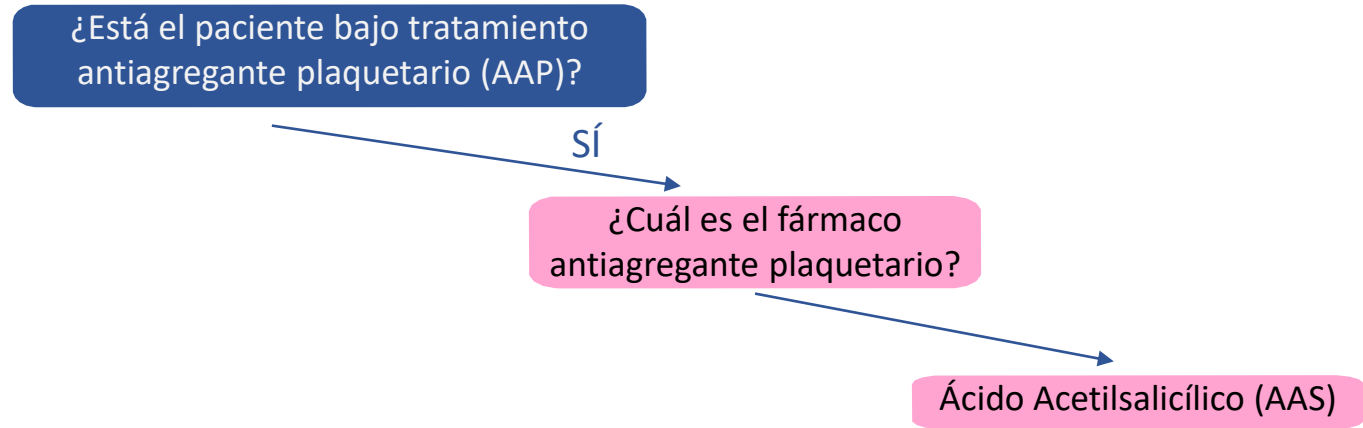 ¿Está el paciente bajo tratamiento
antiagregante plaquetario (AAP)?
SÍ
¿Cuál es el fármaco
antiagregante plaquetario?
Ácido Acetilsalicílico (AAS)